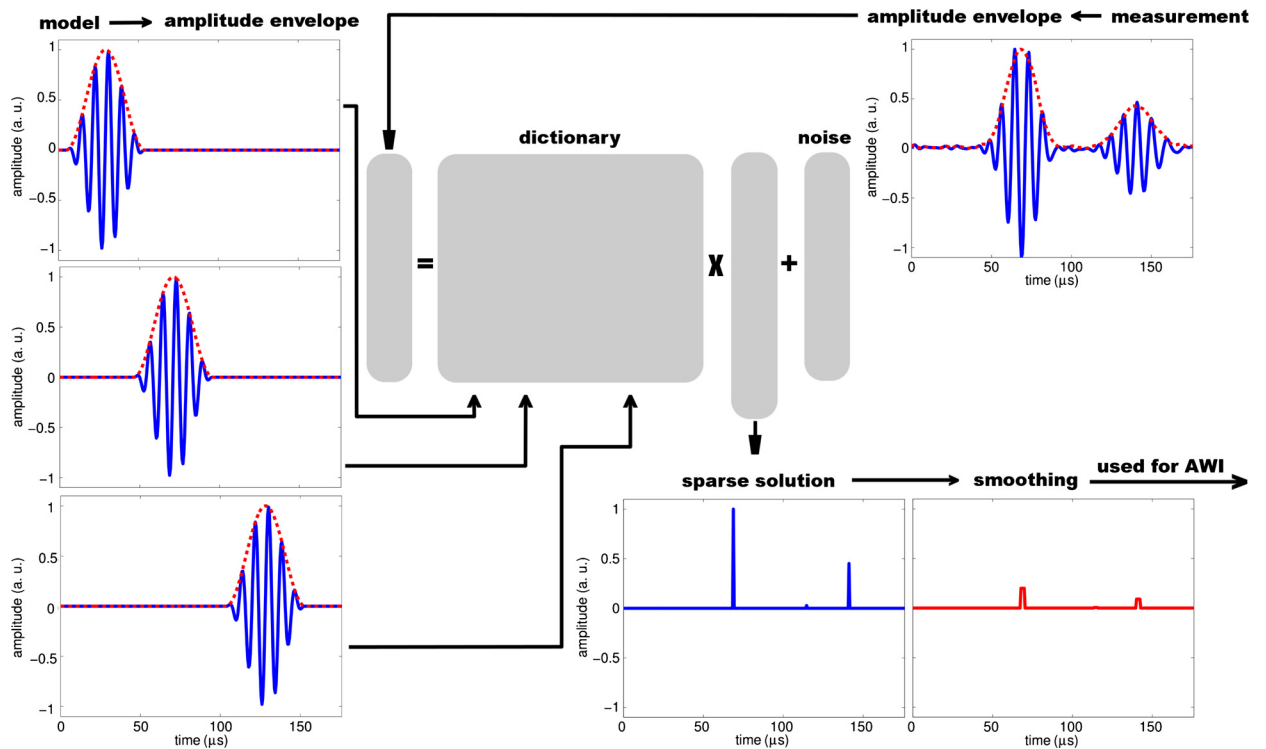 model → amplitude envelope
amplitude envelope ← measurement
1
0.5
0
−0.5
−1
amplitude (a. u.)
1
0.5
0
−0.5
−1
amplitude (a. u.)
1
0.5
0
−0.5
−1
amplitude (a. u.)
0 50 100 150
time (μs)
dictionary
noise
=
X
+
1
0.5
0
−0.5
−1
amplitude (a. u.)
0 50 100 150
time (μs)
sparse solution → smoothing
used for AWI
1
0.5
0
−0.5
−1
amplitude (a. u.)
0 50 100 150
time (μs)
0 50 100 150
time (μs)